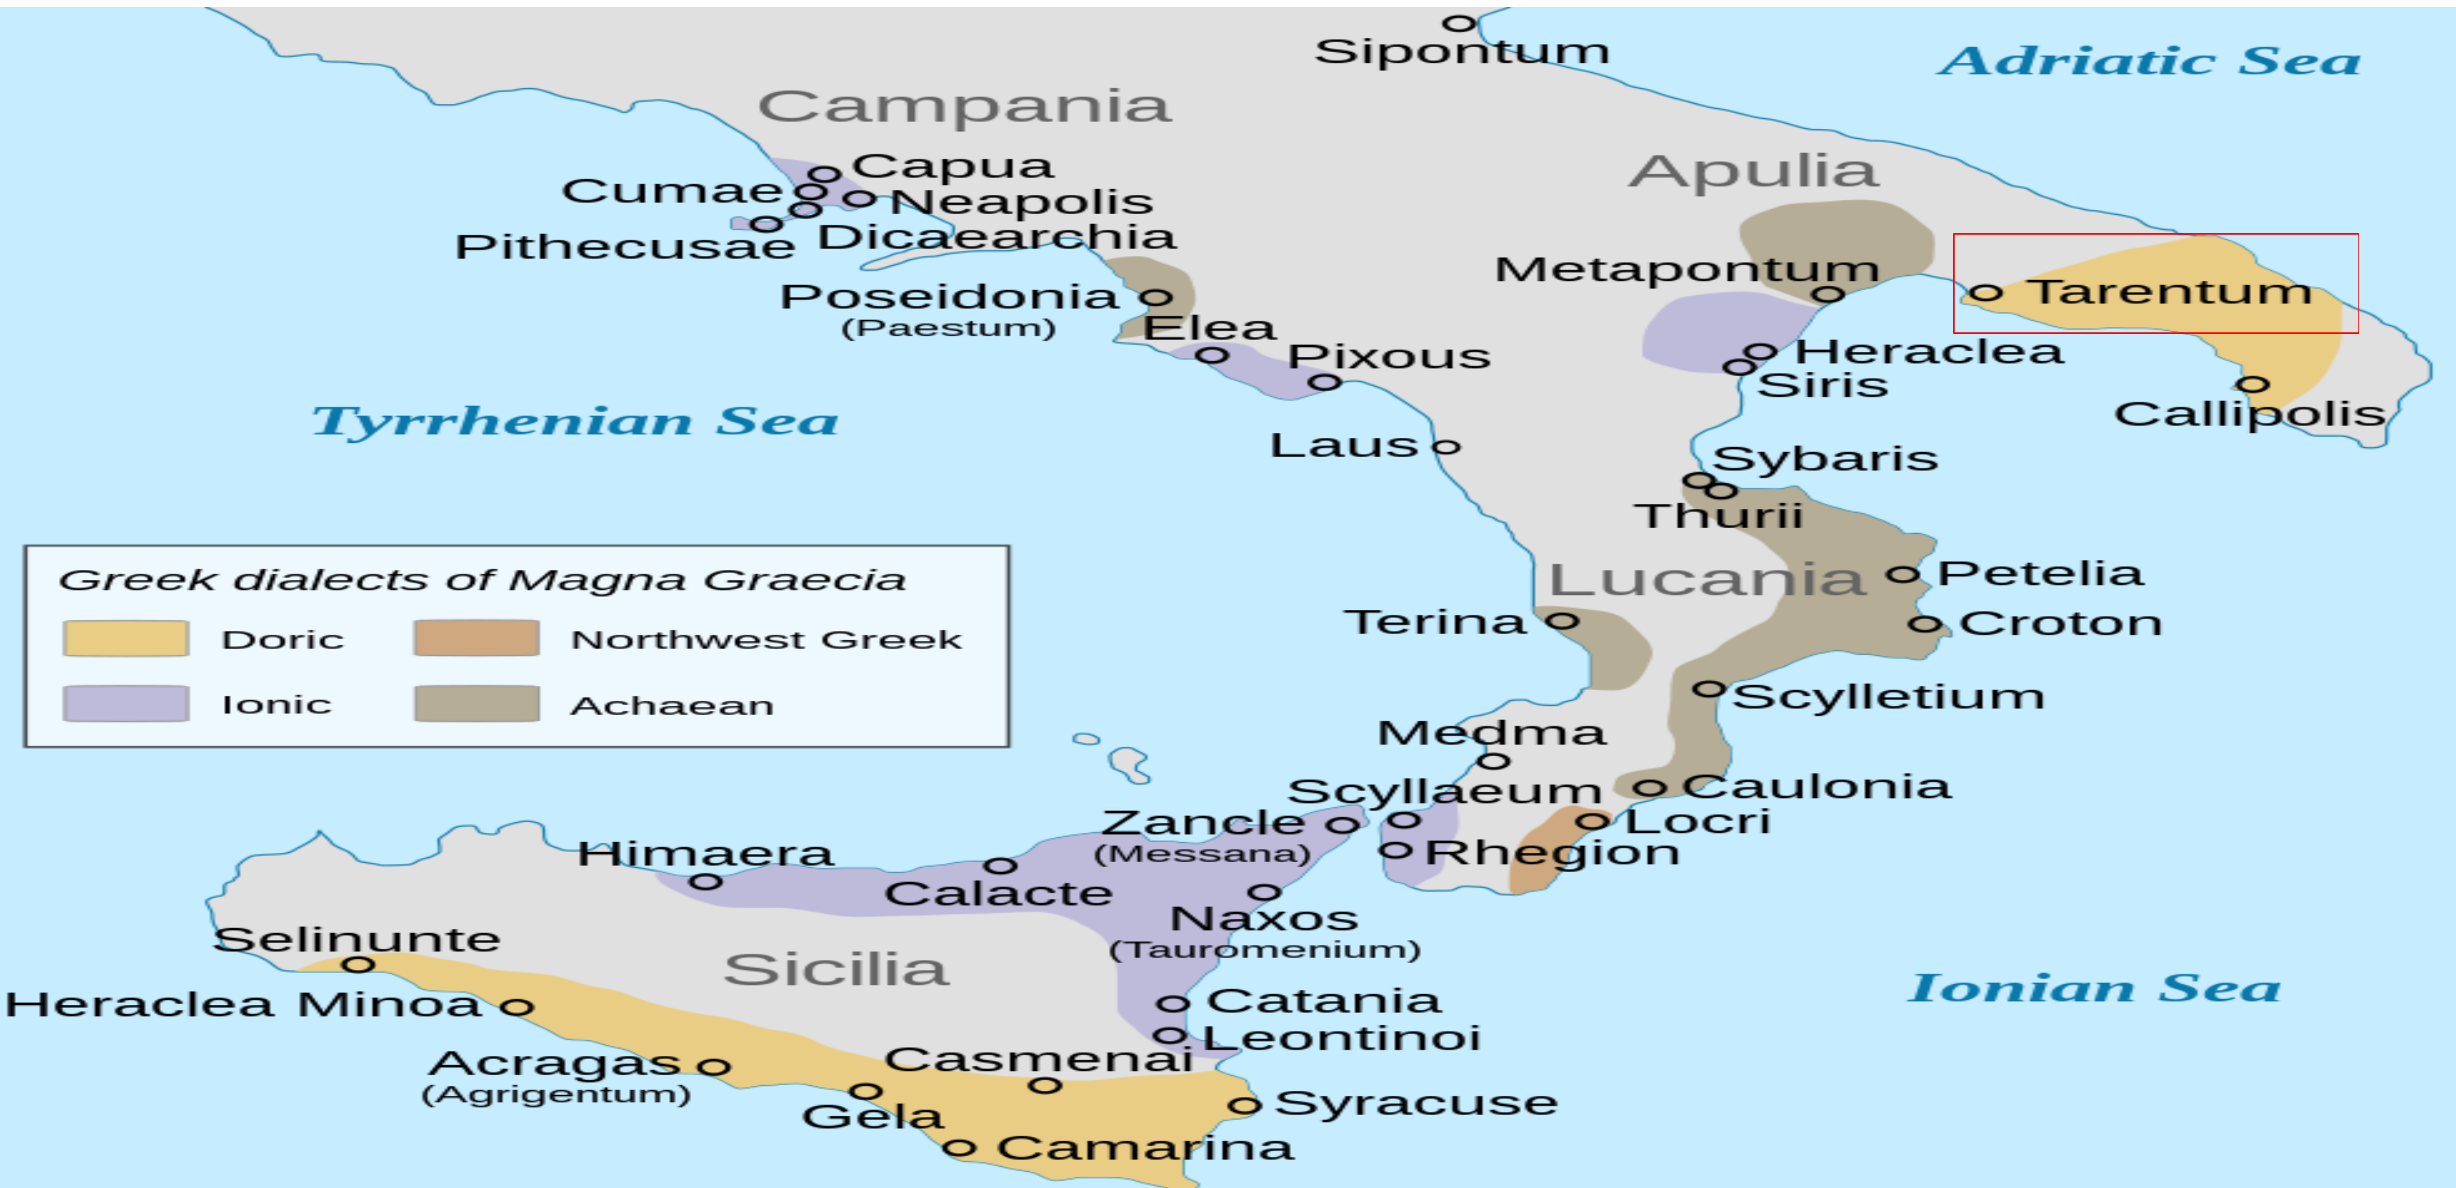 Sipontum
Adriatic Sea
Campania
Capua
Apulia
Cumae
Neapolis
Pithecusae
Dicaearchia
Metapontum
Tarentum
Poseidonia
(Paestum)
Elea
Pixous
Heraclea
Siris
Callipolis
Tyrrhenian Sea
Laus
Sybaris
Thurii
Lucania
Petelia
Greek dialects of Magna Graecia
Doric
Northwest Greek
Ionic
Achaean
Terina
Croton
Scylletium
Medma
Scyllaeum
Caulonia
Zancle
(Messana)
Locri
Rhegion
Himaera
Calacte
Naxos
(Tauromenium)
Selinunte
Sicilia
Ionian Sea
Heraclea Minoa
Catania
Leontinoi
Acragas
(Agrigentum)
Casmenai
Gela
Syracuse
Camarina